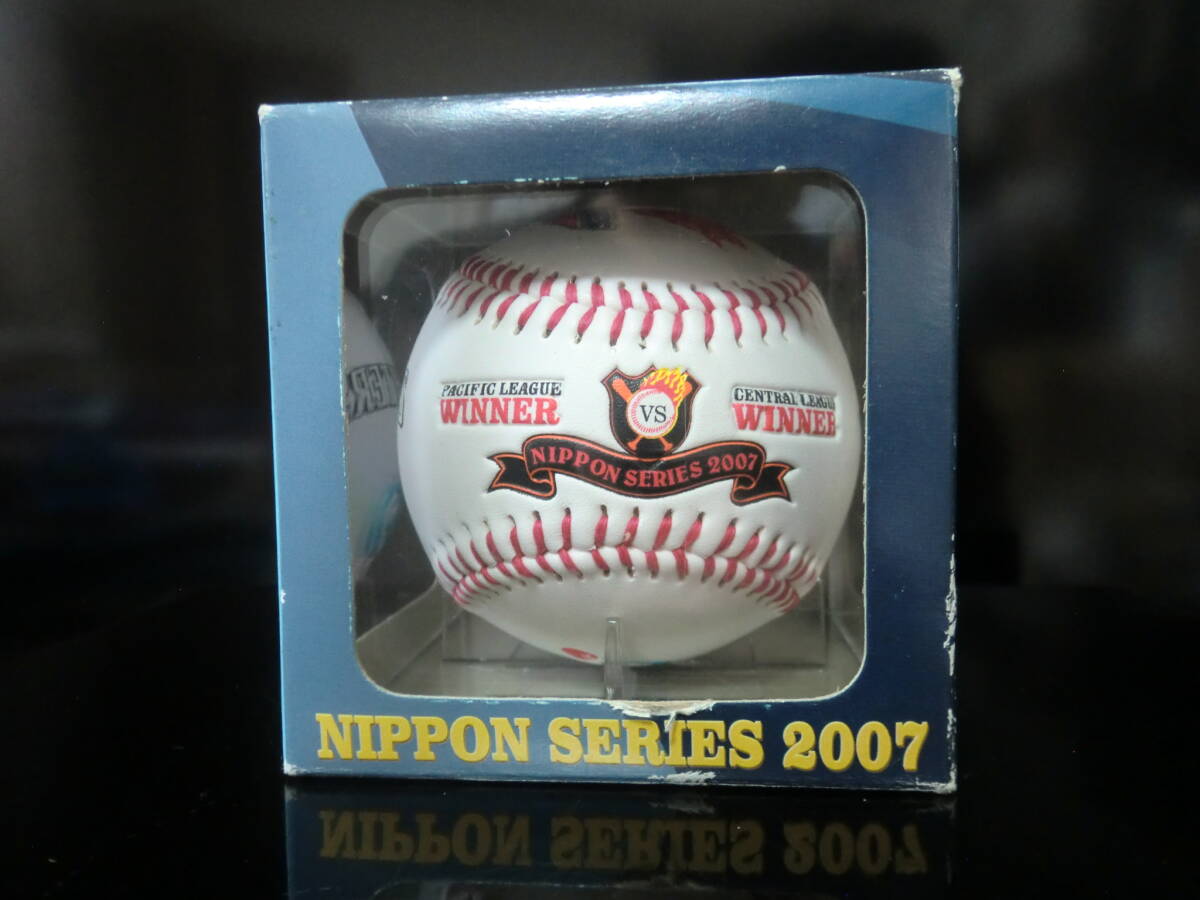 PACIFIC LEAGUE
WINNER
VS
CENTRAL LEAGUE
WINNER
NIPPON SERIES 2007
NIPPON SERIES 2007